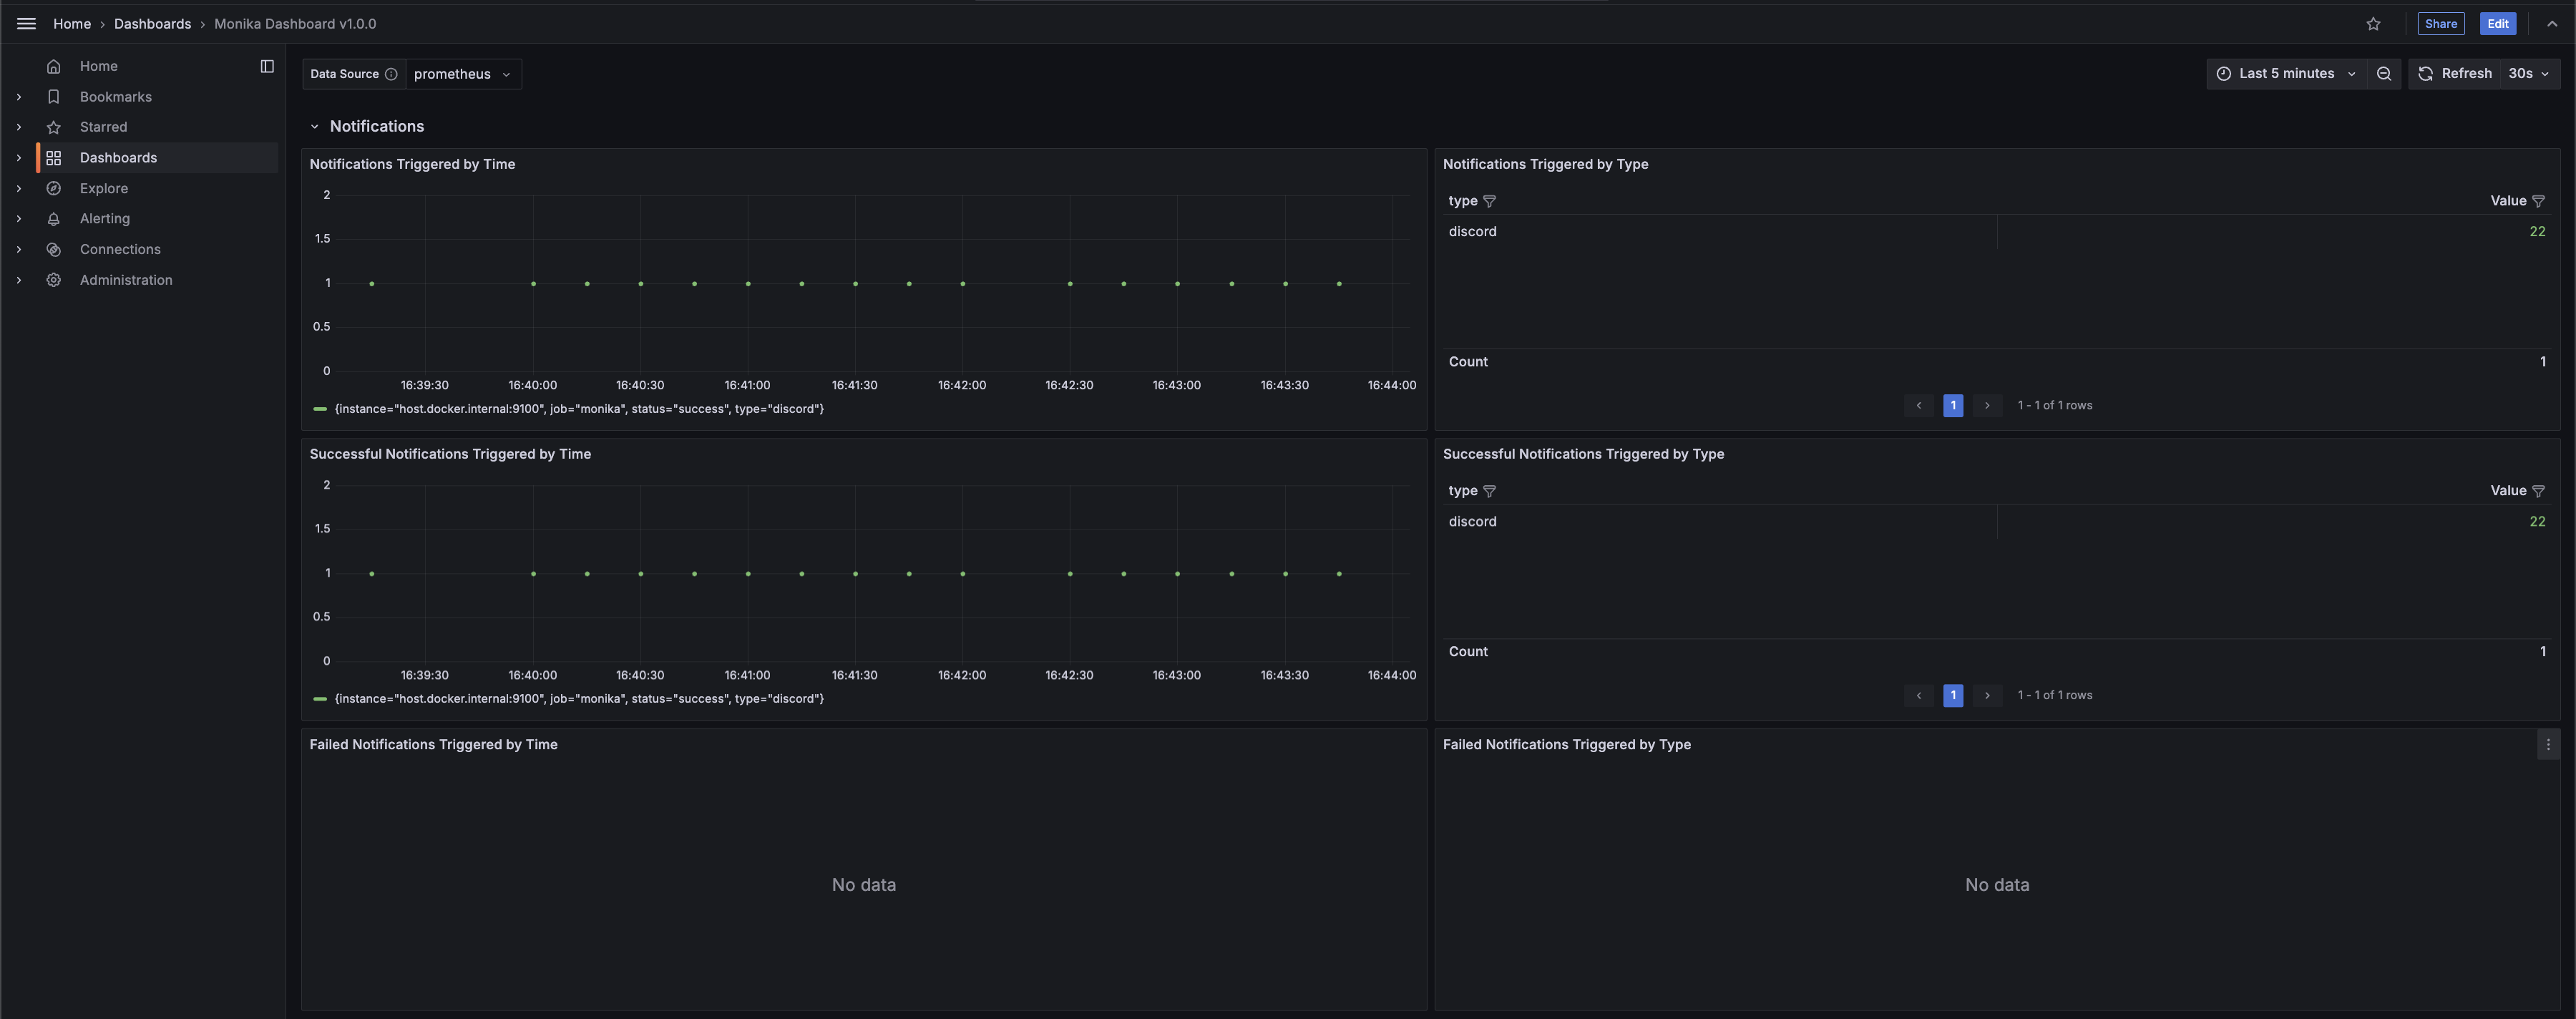 Home › Dashboards › Monika Dashboard v1.0.0
Share
Edit
Home
Bookmarks
Starred
Dashboards
Explore
Alerting
Connections
Administration
Data Source prometheus
Last 5 minutes
Refresh 30s
Notifications
Notifications Triggered by Time
2
1.5
1
0.5
0
16:39:30 16:40:00 16:40:30 16:41:00 16:41:30 16:42:00 16:42:30 16:43:00 16:43:30 16:44:00
{instance="host.docker.internal:9100", job="monika", status="success", type="discord"}
Notifications Triggered by Type
type Value
discord 22
Count 1
1 1 - 1 of 1 rows
Successful Notifications Triggered by Time
2
1.5
1
0.5
0
16:39:30 16:40:00 16:40:30 16:41:00 16:41:30 16:42:00 16:42:30 16:43:00 16:43:30 16:44:00
{instance="host.docker.internal:9100", job="monika", status="success", type="discord"}
Successful Notifications Triggered by Type
type Value
discord 22
Count 1
1 1 - 1 of 1 rows
Failed Notifications Triggered by Time
No data
Failed Notifications Triggered by Type
No data